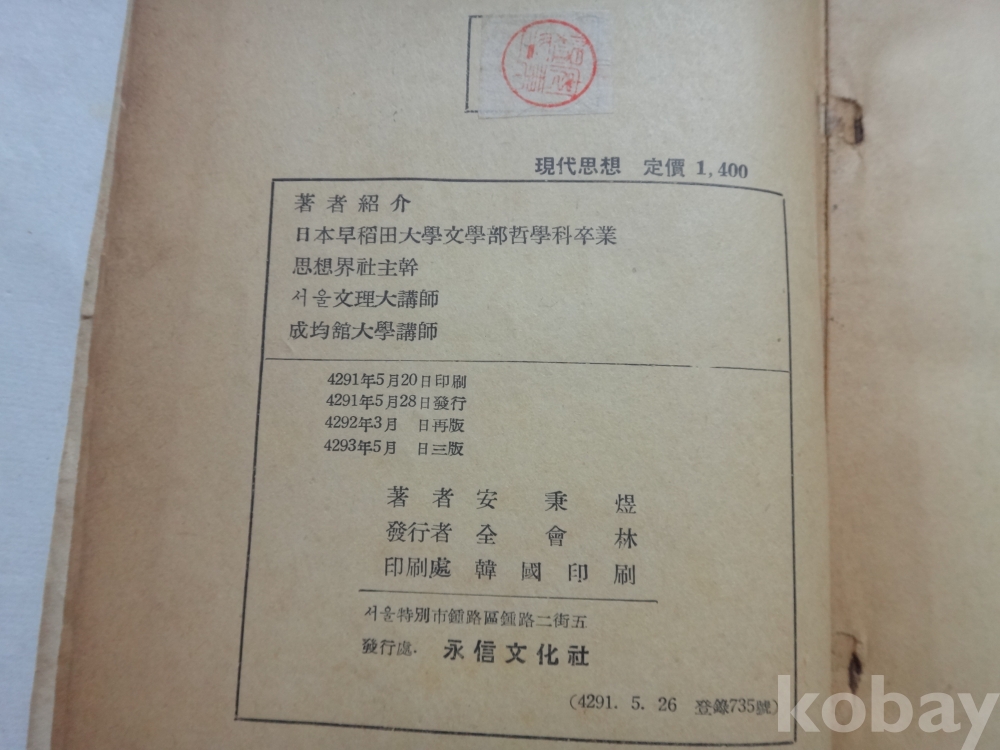 現代思想 定價 1,400
著者紹介
日本早稻田大學文學部哲學科卒業
思想界社主幹
서울文理大講師
成均舘大學講師
4291年5月20日印刷
4291年5月28日發行
4292年3月 日再版
4293年5月 日三版
著者 安秉煜
發行者 全會林
印刷處 韓國印刷
서울特別市鍾路區鍾路二街五
發行處. 永信文化社
(4291. 5. 26 登錄735號)
kobay